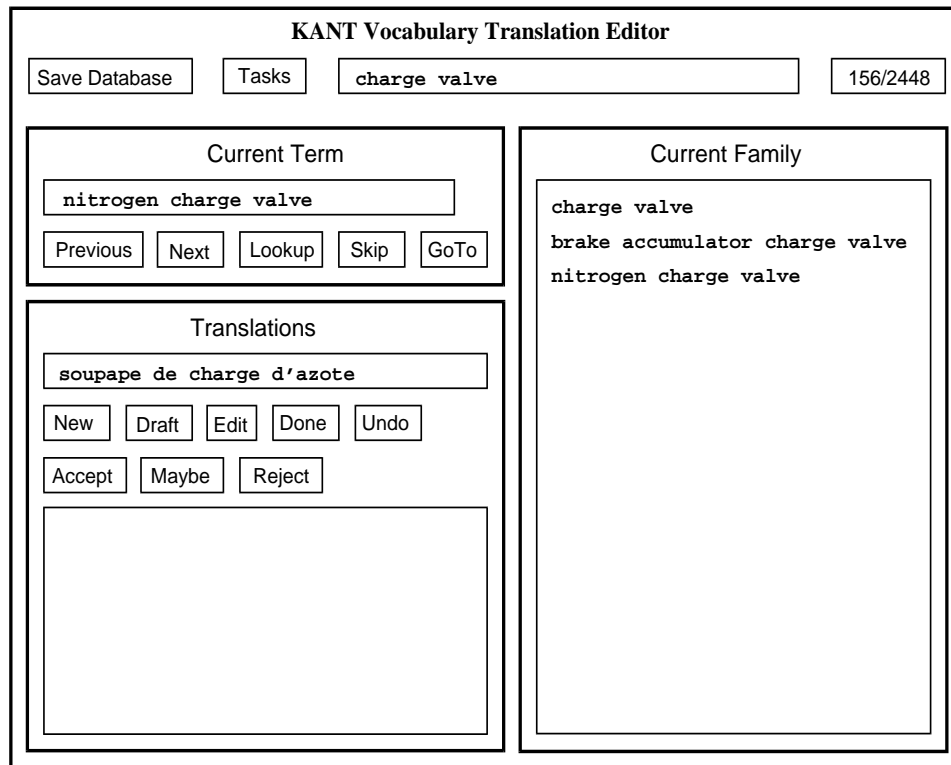 KANT Vocabulary Translation Editor
Save Database Tasks charge valve 156/2448
Current Term
nitrogen charge valve
Previous Next Lookup Skip GoTo
Translations
soupape de charge d'azote
New Draft Edit Done Undo
Accept Maybe Reject
Current Family
charge valve
brake accumulator charge valve
nitrogen charge valve